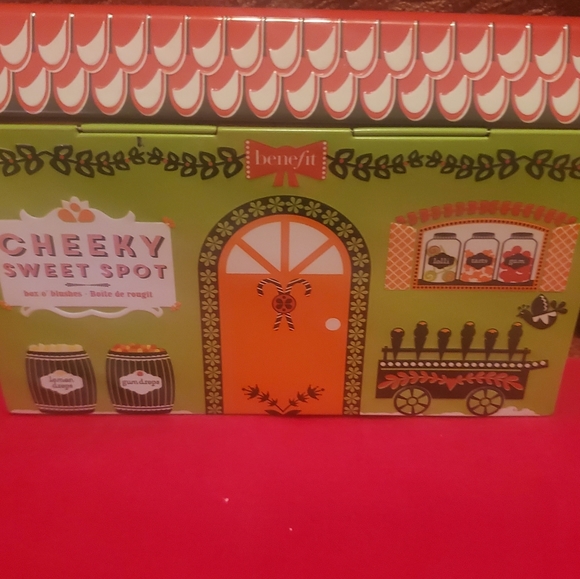 benefit
CHEEKY
SWEET SPOT
box o' blushes · Boîte de rougit
lemon
drops
gumdrops
gum